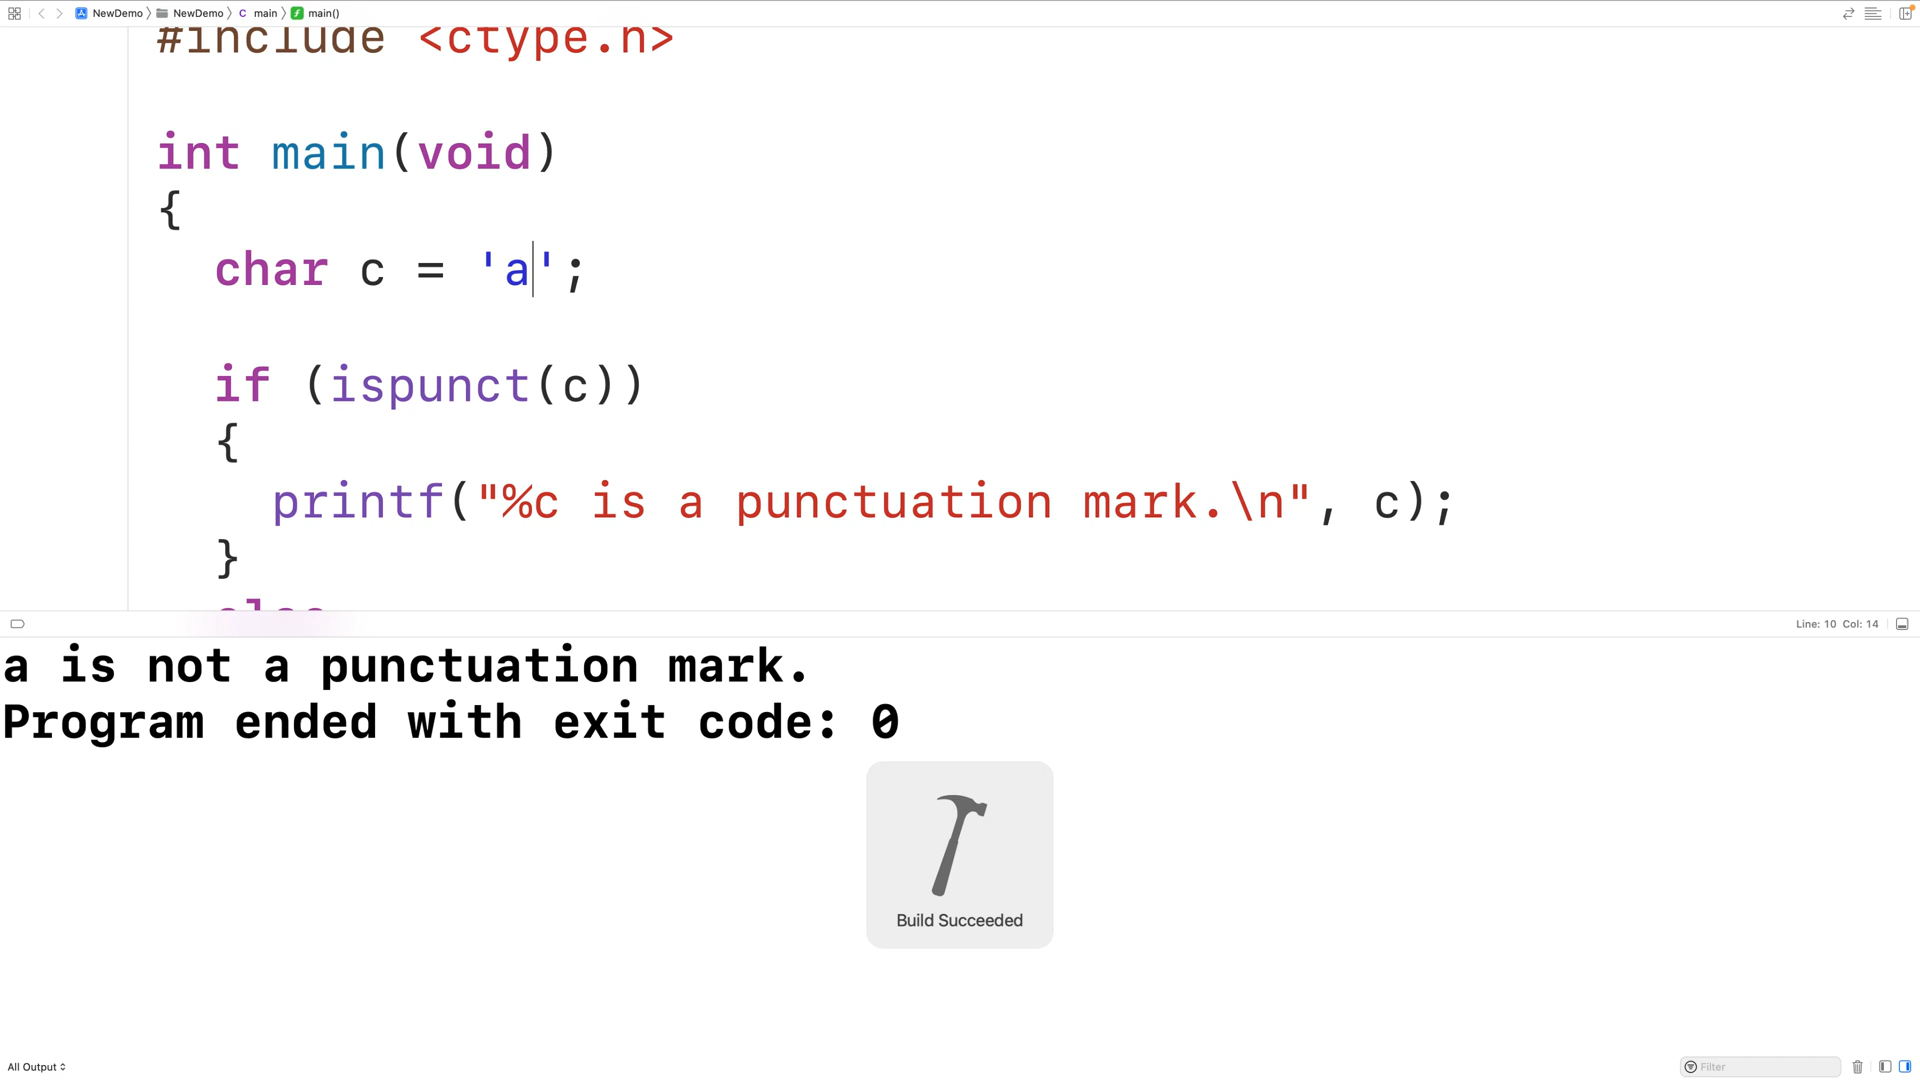 NewDemo 〉 NewDemo 〉 C main 〉 f main()
#include <ctype.h>
int main(void)
{
char c = 'a';
if (ispunct(c))
{
printf("%c is a punctuation mark.\n", c);
}
else
Line: 10 Col: 14
a is not a punctuation mark.
Program ended with exit code: 0
Build Succeeded
All Output
Filter